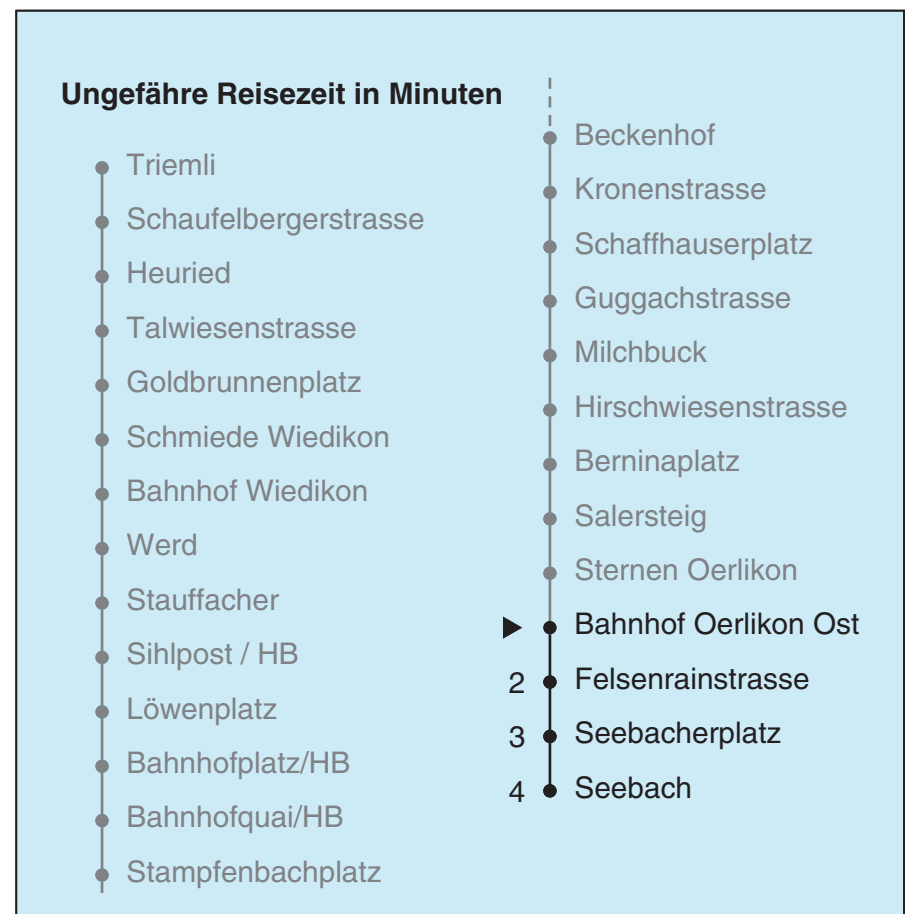 Ungefähre Reisezeit in Minuten
Triemli
Schaufelbergerstrasse
Heuried
Talwiesenstrasse
Goldbrunnenplatz
Schmiede Wiedikon
Bahnhof Wiedikon
Werd
Stauffacher
Sihlpost / HB
Löwenplatz
Bahnhofplatz/HB
Bahnhofquai/HB
Stampfenbachplatz
Beckenhof
Kronenstrasse
Schaffhauserplatz
Guggachstrasse
Milchbuck
Hirschwiesenstrasse
Berninaplatz
Salersteig
Sternen Oerlikon
Bahnhof Oerlikon Ost
2 Felsenrainstrasse
3 Seebacherplatz
4 Seebach